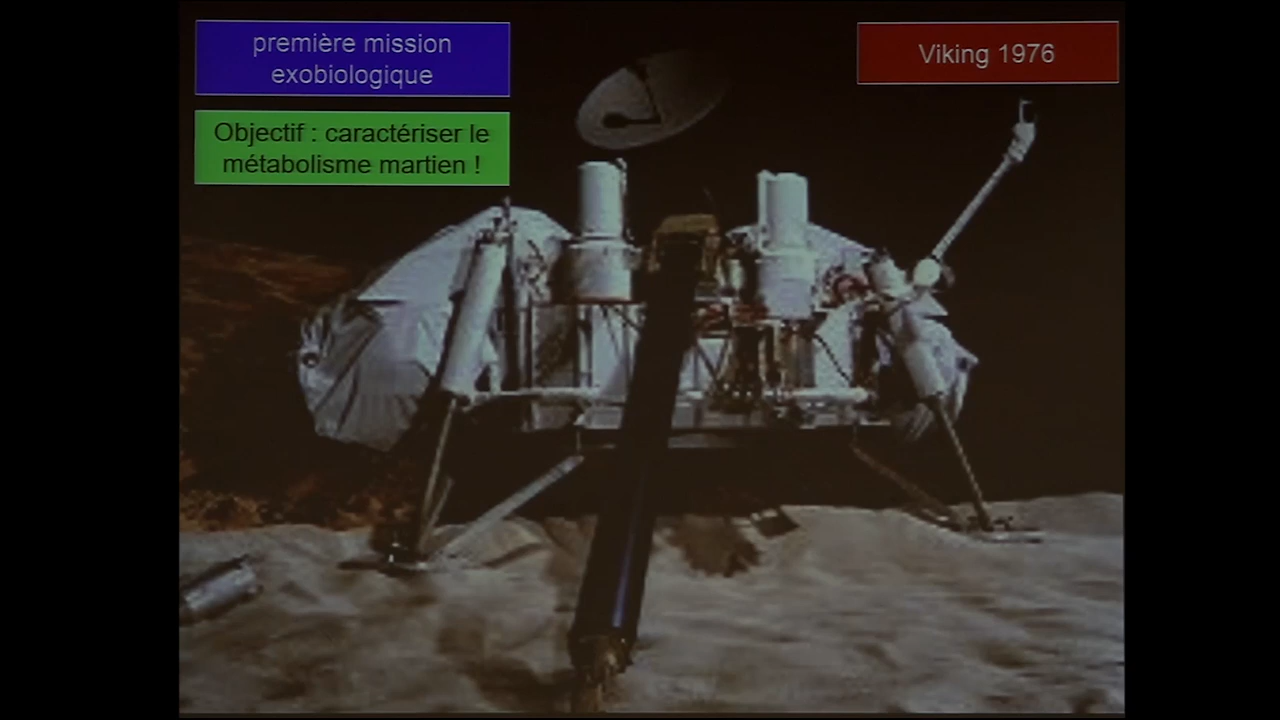 première mission
exobiologique
Viking 1976
Objectif : caractériser le
métabolisme martien !